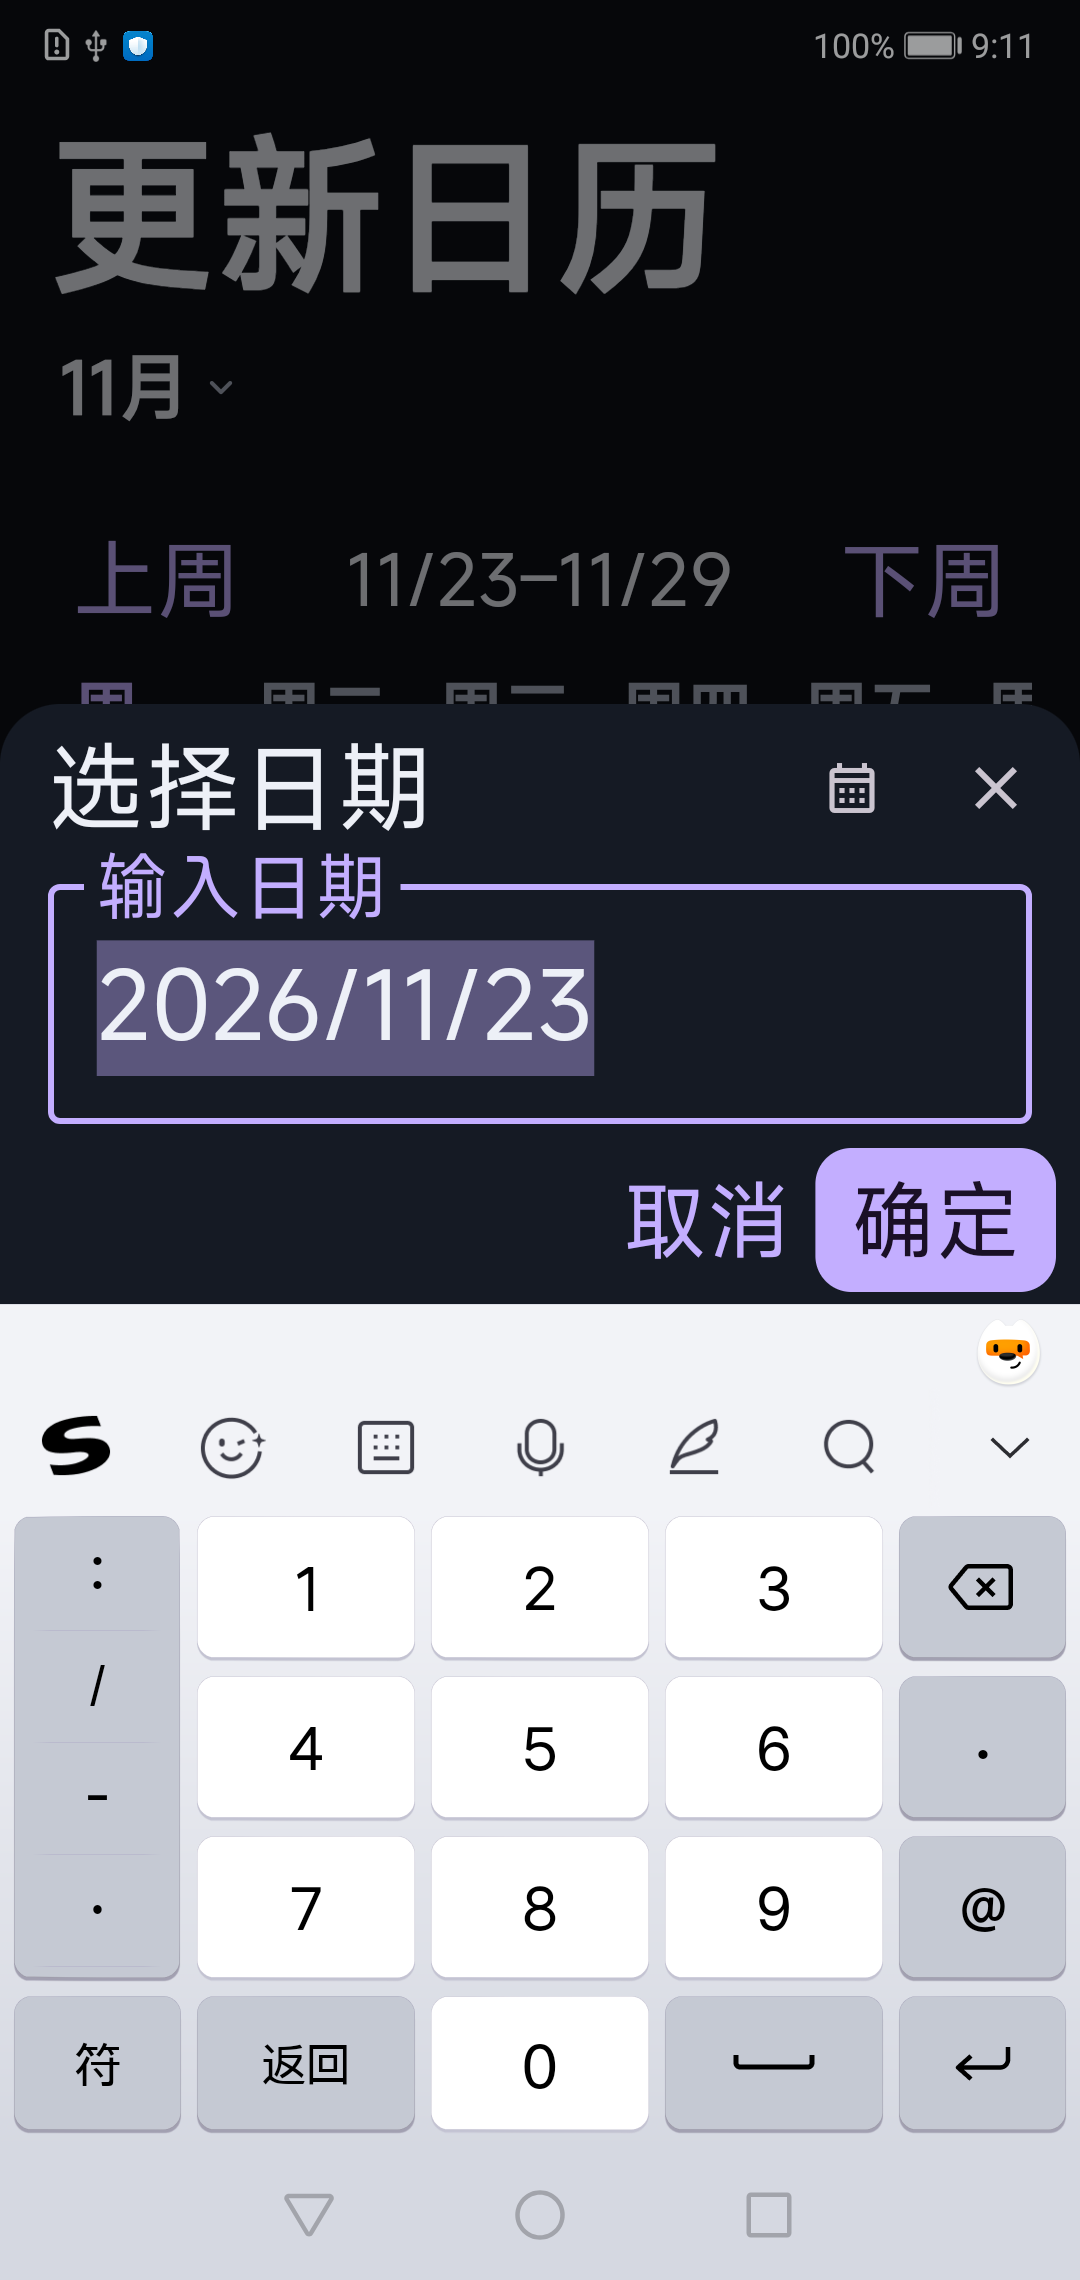 100% 9:11
更新日历
11月
上周 11/23–11/29 下周
选择日期
输入日期
2026/11/23
取消 确定
: 1 2 3
/ 4 5 6 .
-
. 7 8 9 @
符 返回 0